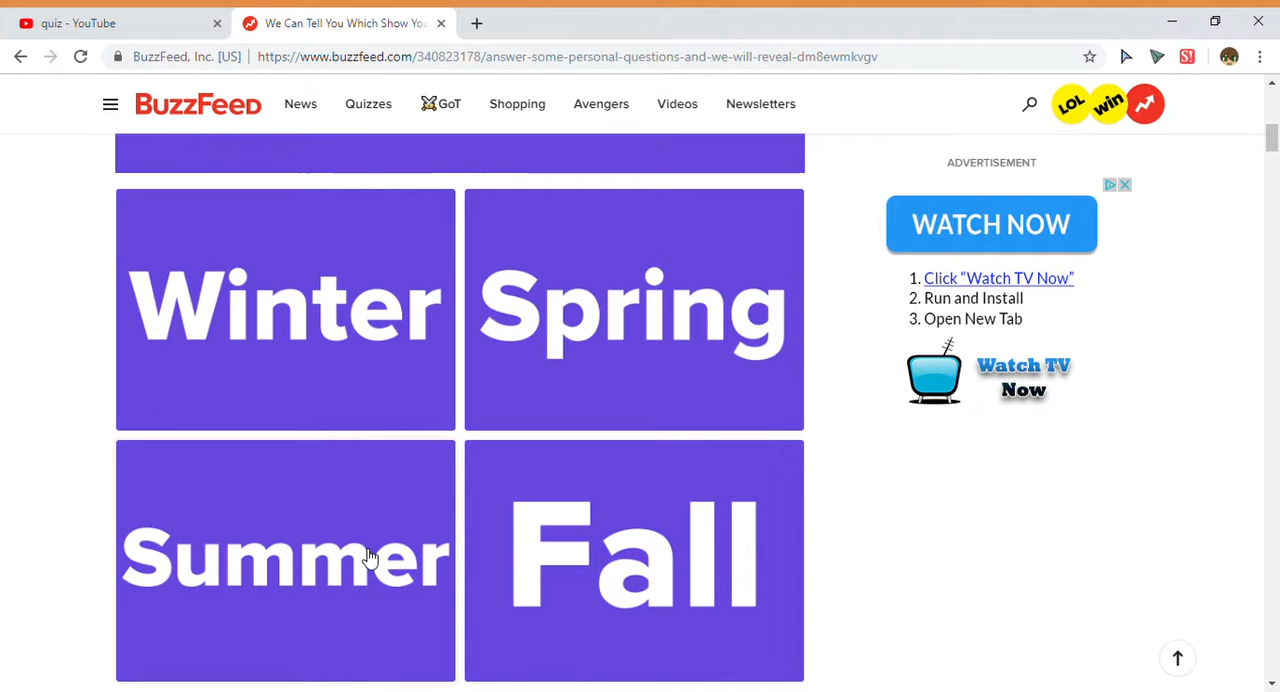 quiz - YouTube
We Can Tell You Which Show You
BuzzFeed, Inc. [US]
https://www.buzzfeed.com/340823178/answer-some-personal-questions-and-we-will-reveal-dm8ewmkvgv
BuzzFeed
News
Quizzes
GoT
Shopping
Avengers
Videos
Newsletters
LOL
win
ADVERTISEMENT
WATCH NOW
1. Click “Watch TV Now”
2. Run and Install
3. Open New Tab
Watch TV
Now
Winter
Spring
Summer
Fall